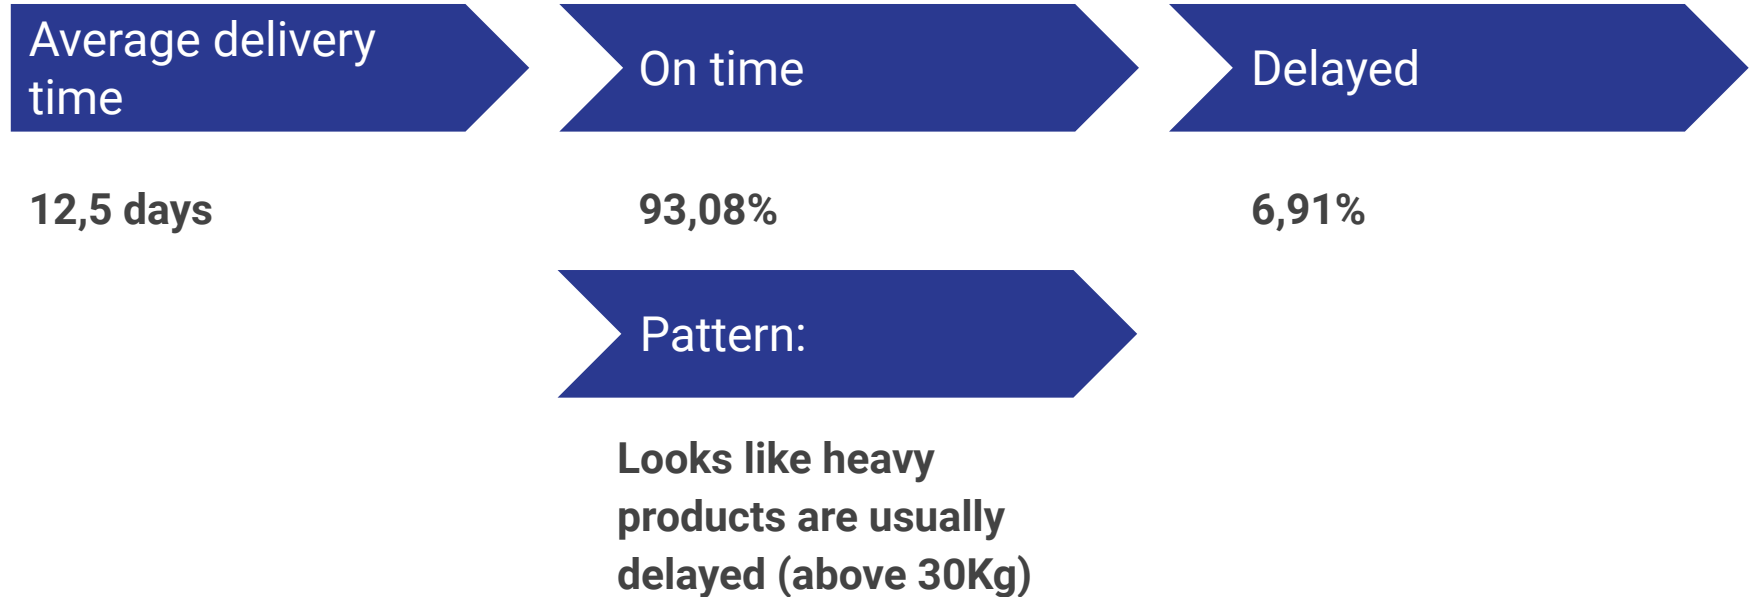 Average delivery
time
On time
Delayed
12,5 days
93,08%
6,91%
Pattern:
Looks like heavy
products are usually
delayed (above 30Kg)